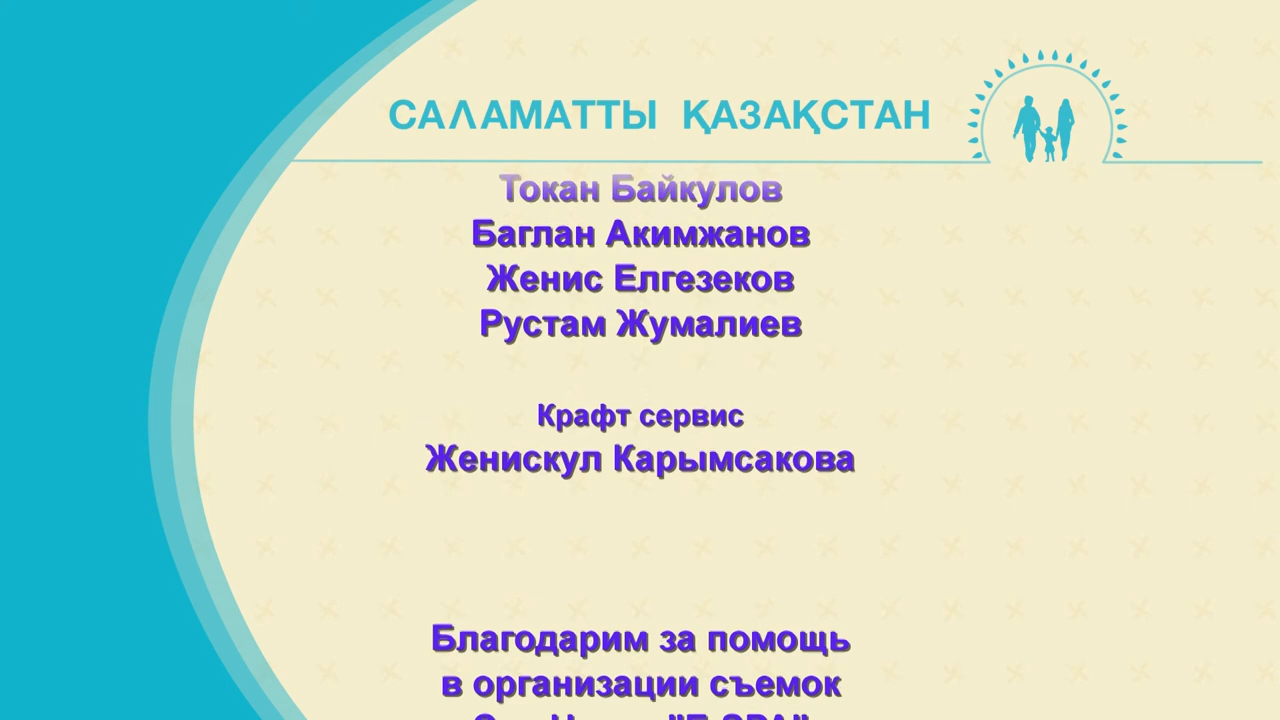 САЛАМАТТЫ ҚАЗАҚСТАН
Токан Байкулов
Баглан Акимжанов
Женис Елгезеков
Рустам Жумалиев
Крафт сервис
Женискул Карымсакова
Благодарим за помощь
в организации съемок